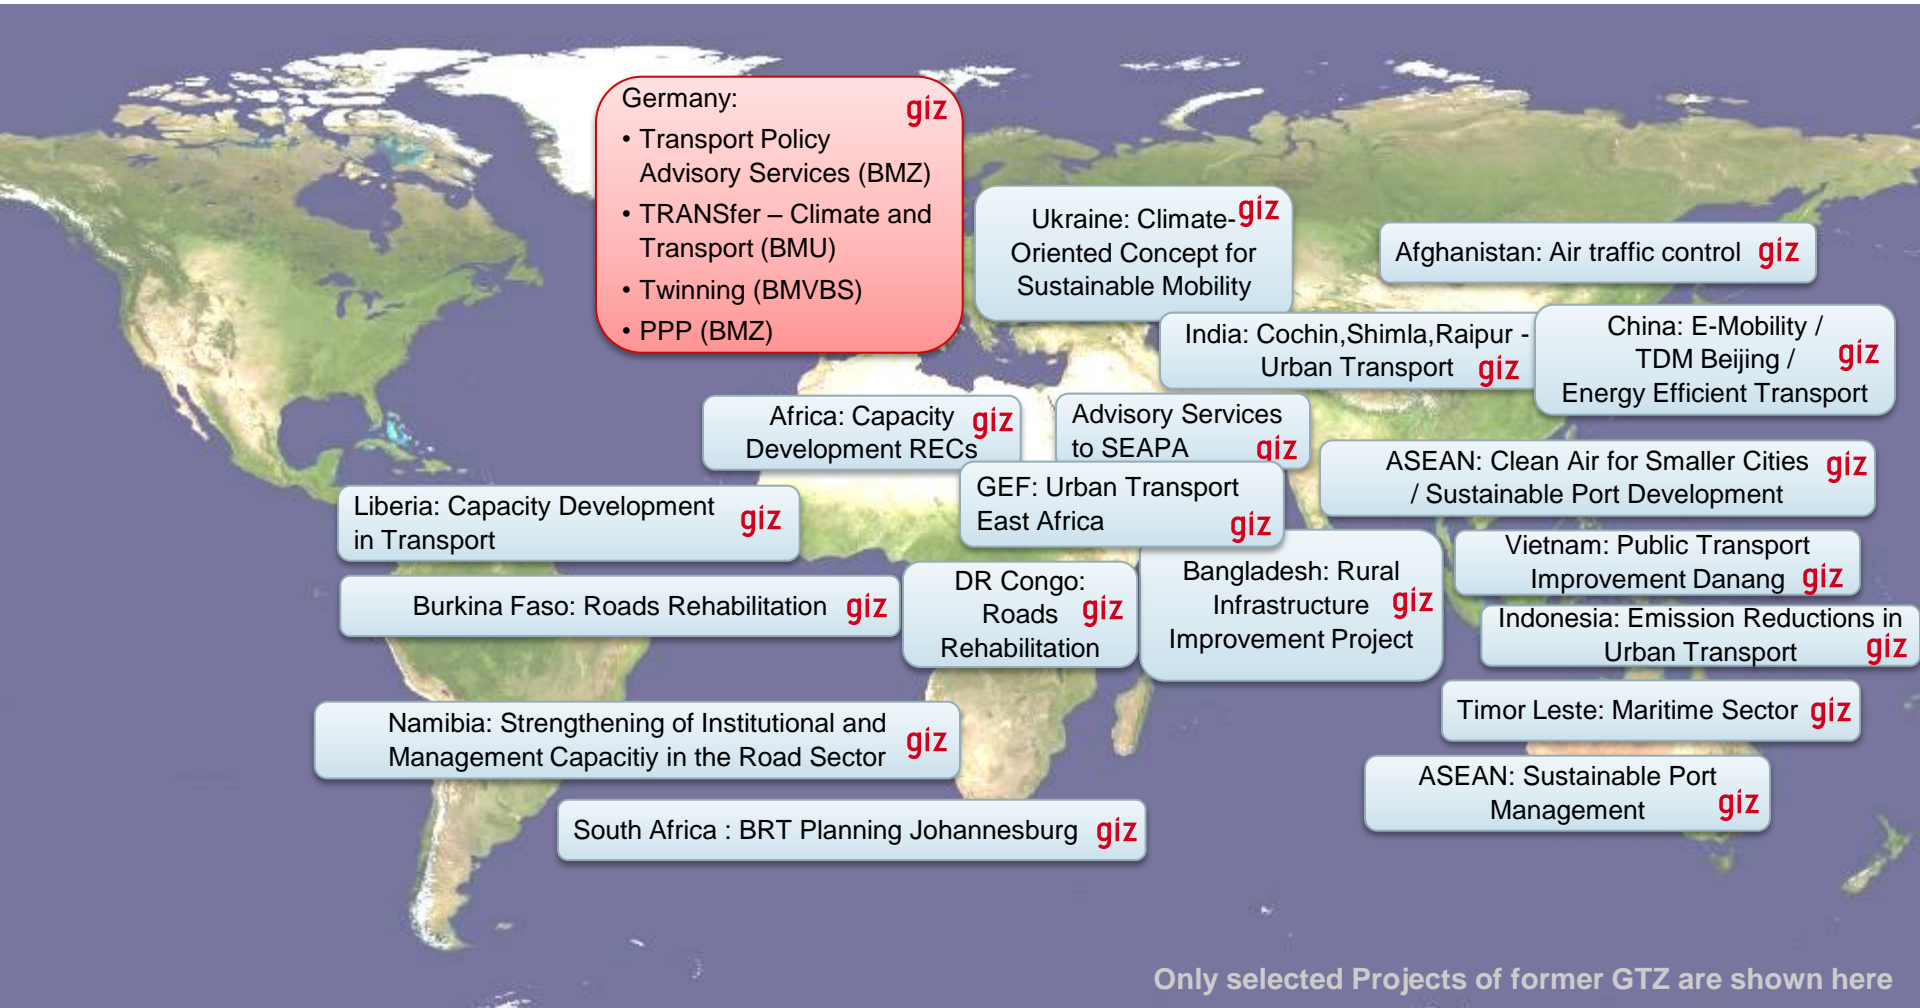 Germany:
giz
• Transport Policy
Advisory Services (BMZ)
• TRANSfer – Climate and
Transport (BMU)
• Twinning (BMVBS)
• PPP (BMZ)
Ukraine: Climate-
giz
Oriented Concept for
Sustainable Mobility
Afghanistan: Air traffic control giz
India: Cochin,Shimla,Raipur -
Urban Transport giz
China: E-Mobility /
TDM Beijing / giz
Energy Efficient Transport
Africa: Capacity giz
Development RECs
Advisory Services
to SEAPA giz
ASEAN: Clean Air for Smaller Cities giz
/ Sustainable Port Development
GEF: Urban Transport
East Africa giz
Liberia: Capacity Development
in Transport giz
Vietnam: Public Transport
Improvement Danang giz
Burkina Faso: Roads Rehabilitation giz
DR Congo:
Roads giz
Rehabilitation
Bangladesh: Rural
Infrastructure giz
Improvement Project
Indonesia: Emission Reductions in
Urban Transport giz
Timor Leste: Maritime Sector giz
Namibia: Strengthening of Institutional and
Management Capacitiy in the Road Sector giz
ASEAN: Sustainable Port
Management giz
South Africa : BRT Planning Johannesburg giz
Only selected Projects of former GTZ are shown here